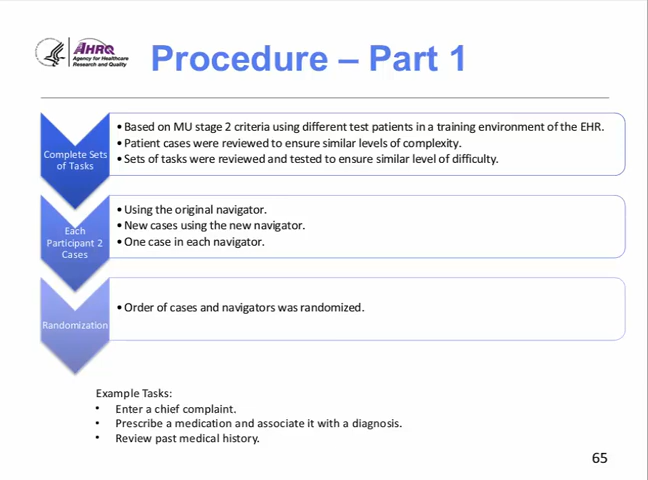 AHRQ
Agency for Healthcare
Research and Quality
Procedure – Part 1
Complete Sets
of Tasks
• Based on MU stage 2 criteria using different test patients in a training environment of the EHR.
• Patient cases were reviewed to ensure similar levels of complexity.
• Sets of tasks were reviewed and tested to ensure similar level of difficulty.
Each
Participant 2
Cases
• Using the original navigator.
• New cases using the new navigator.
• One case in each navigator.
Randomization
• Order of cases and navigators was randomized.
Example Tasks:
• Enter a chief complaint.
• Prescribe a medication and associate it with a diagnosis.
• Review past medical history.
65